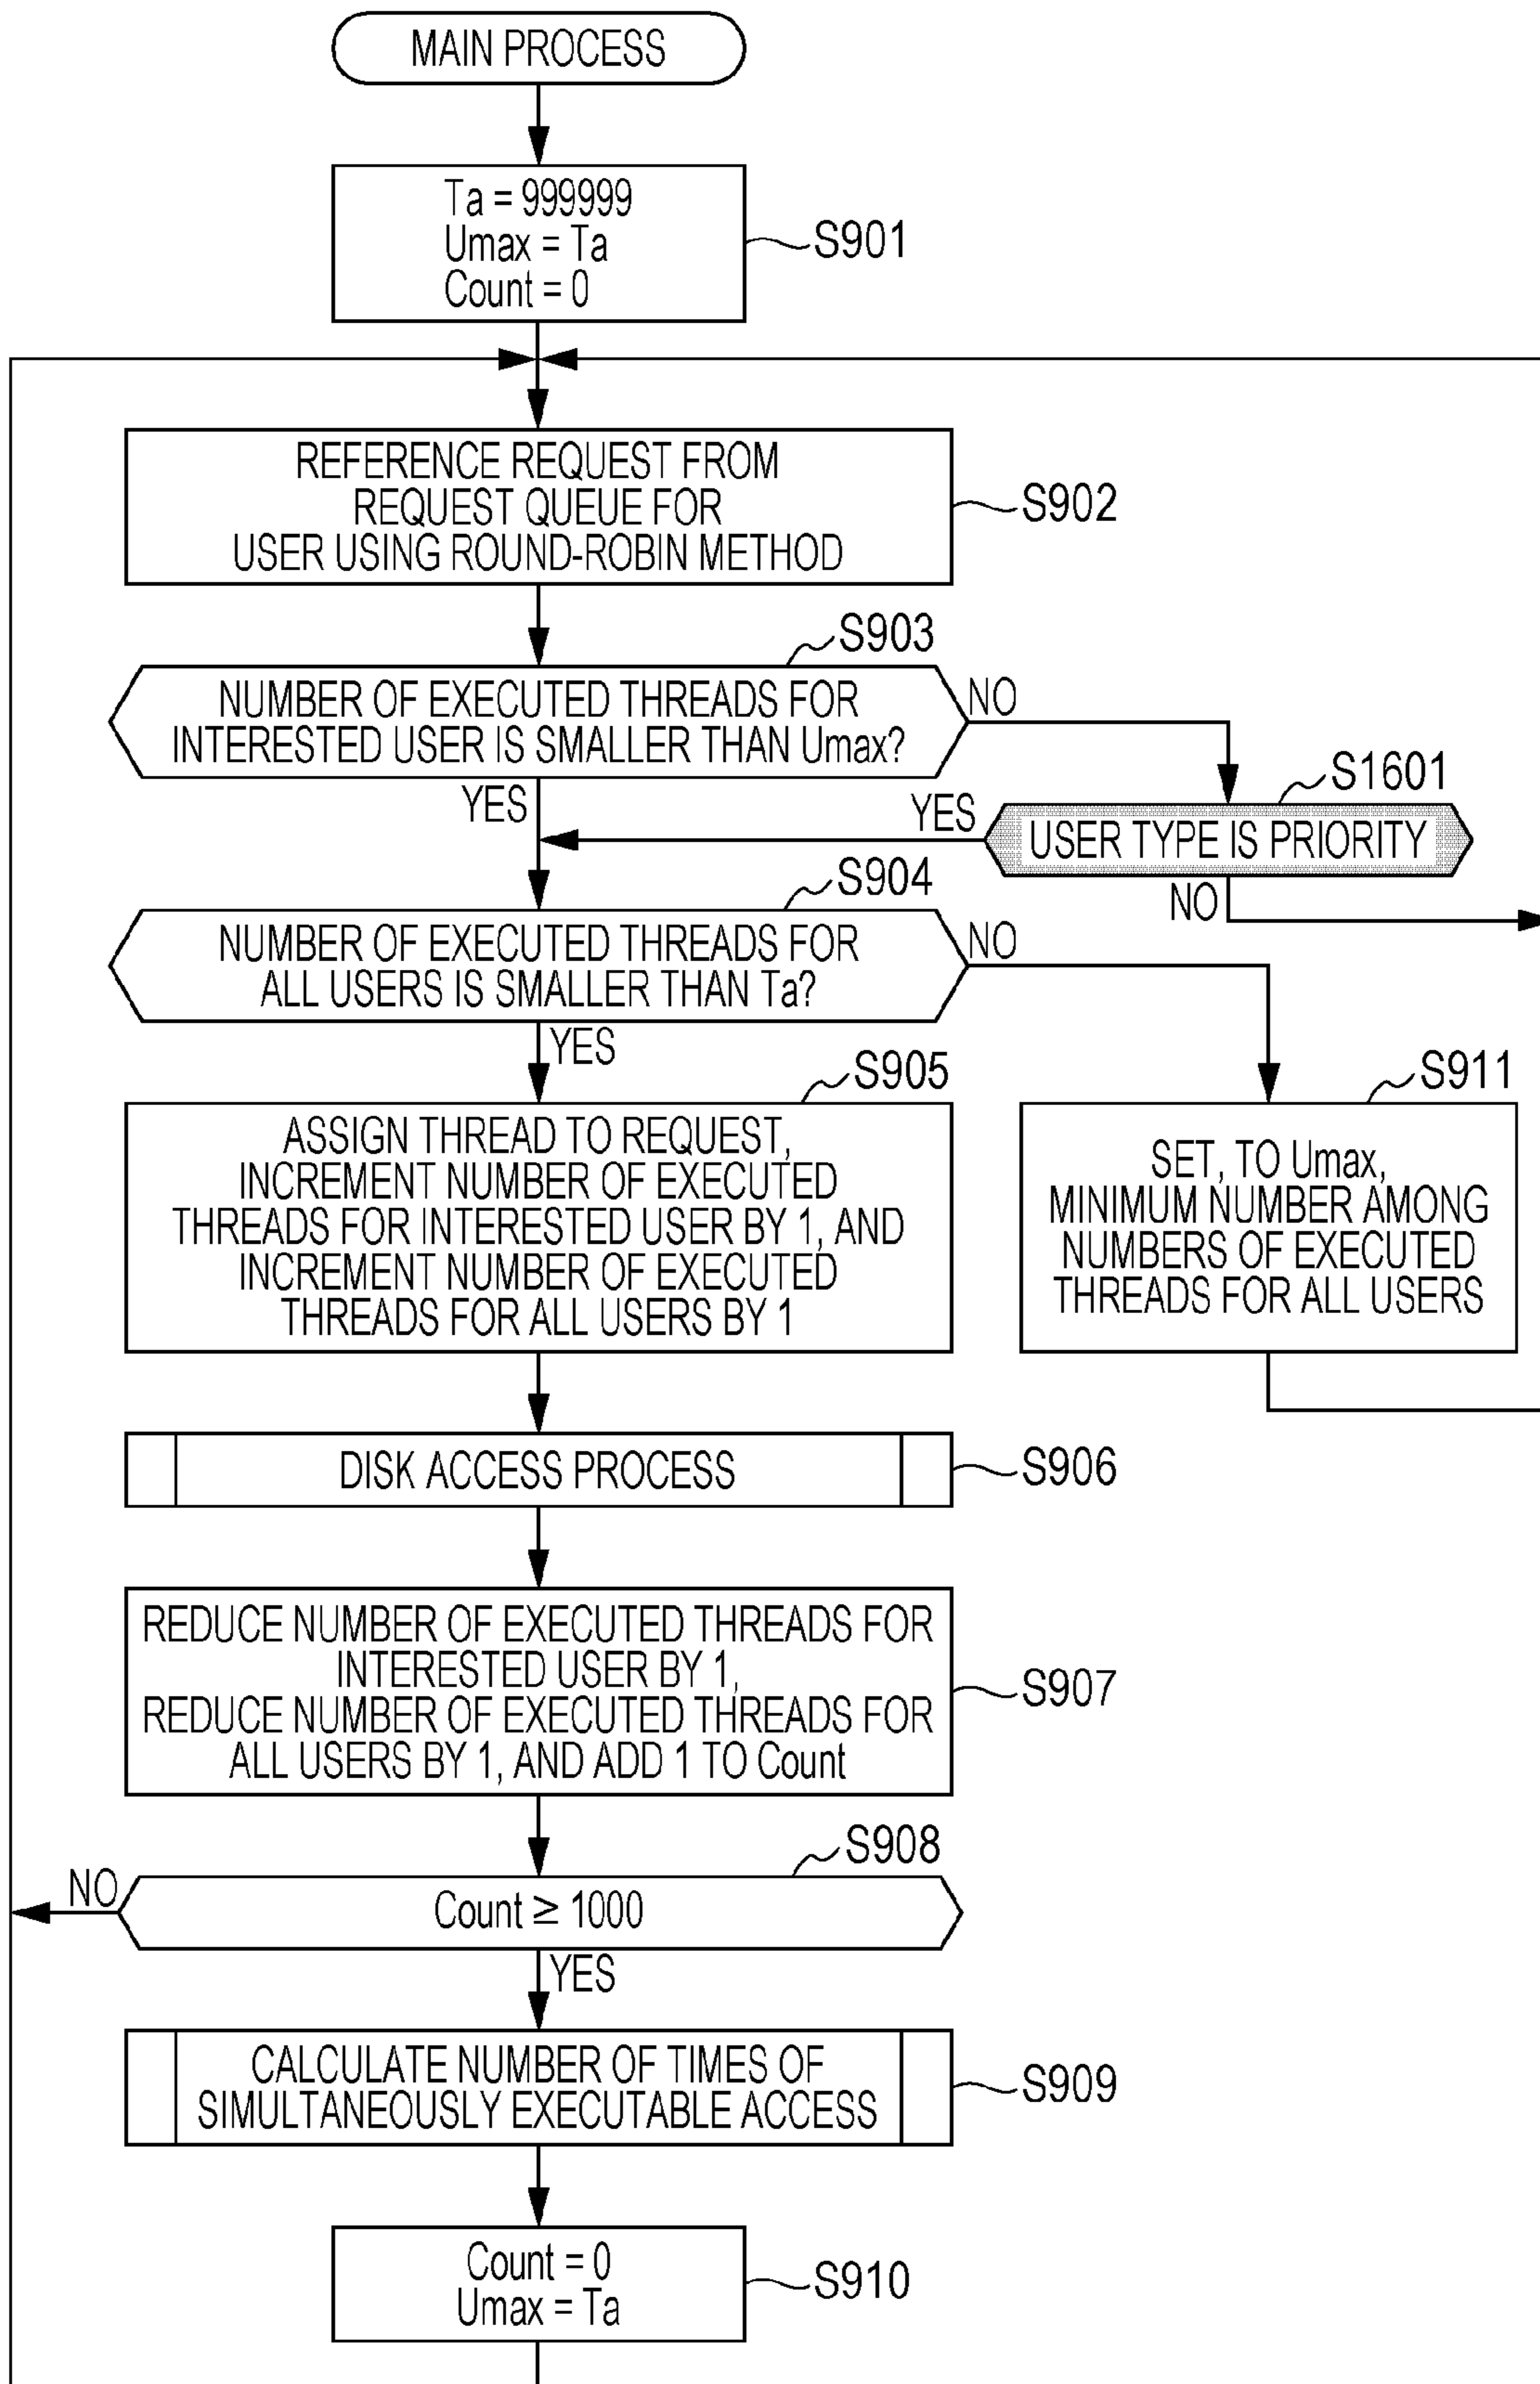 MAIN PROCESS
Ta = 999999
Umax = Ta
Count = 0
S901
REFERENCE REQUEST FROM
REQUEST QUEUE FOR
USER USING ROUND-ROBIN METHOD
S902
S903
NUMBER OF EXECUTED THREADS FOR
INTERESTED USER IS SMALLER THAN Umax?
NO
YES
S1601
YES
USER TYPE IS PRIORITY
NO
S904
NUMBER OF EXECUTED THREADS FOR
ALL USERS IS SMALLER THAN Ta?
NO
YES
S905
ASSIGN THREAD TO REQUEST,
INCREMENT NUMBER OF EXECUTED
THREADS FOR INTERESTED USER BY 1, AND
INCREMENT NUMBER OF EXECUTED
THREADS FOR ALL USERS BY 1
S911
SET, TO Umax,
MINIMUM NUMBER AMONG
NUMBERS OF EXECUTED
THREADS FOR ALL USERS
DISK ACCESS PROCESS
S906
REDUCE NUMBER OF EXECUTED THREADS FOR
INTERESTED USER BY 1,
REDUCE NUMBER OF EXECUTED THREADS FOR
ALL USERS BY 1, AND ADD 1 TO Count
S907
S908
NO
Count ≥ 1000
YES
CALCULATE NUMBER OF TIMES OF
SIMULTANEOUSLY EXECUTABLE ACCESS
S909
Count = 0
Umax = Ta
S910